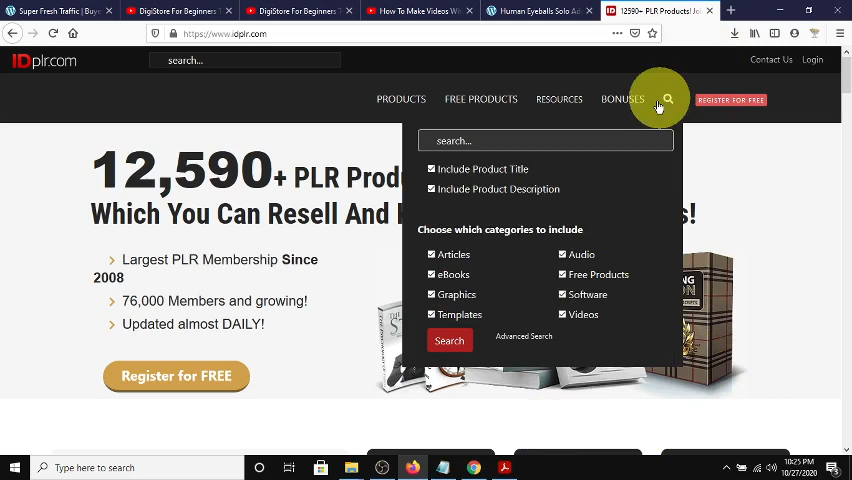 Super Fresh Traffic | Buye
DigiStore For Beginners T
DigiStore For Beginners T
How To Make Videos Wi
Human Eyeballs Solo Ad
12590+ PLR Products! Joi
https://www.idplr.com
IDplr.com
search...
Contact Us
Login
PRODUCTS
FREE PRODUCTS
RESOURCES
BONUSES
REGISTER FOR FREE
search...
Include Product Title
Include Product Description
Choose which categories to include
Articles
Audio
eBooks
Free Products
Graphics
Software
Templates
Videos
Search
Advanced Search
12,590+ PLR Produ
Which You Can Resell And
s!
Largest PLR Membership Since
2008
76,000 Members and growing!
Updated almost DAILY!
Register for FREE
Type here to search
10:25 PM
10/27/2020